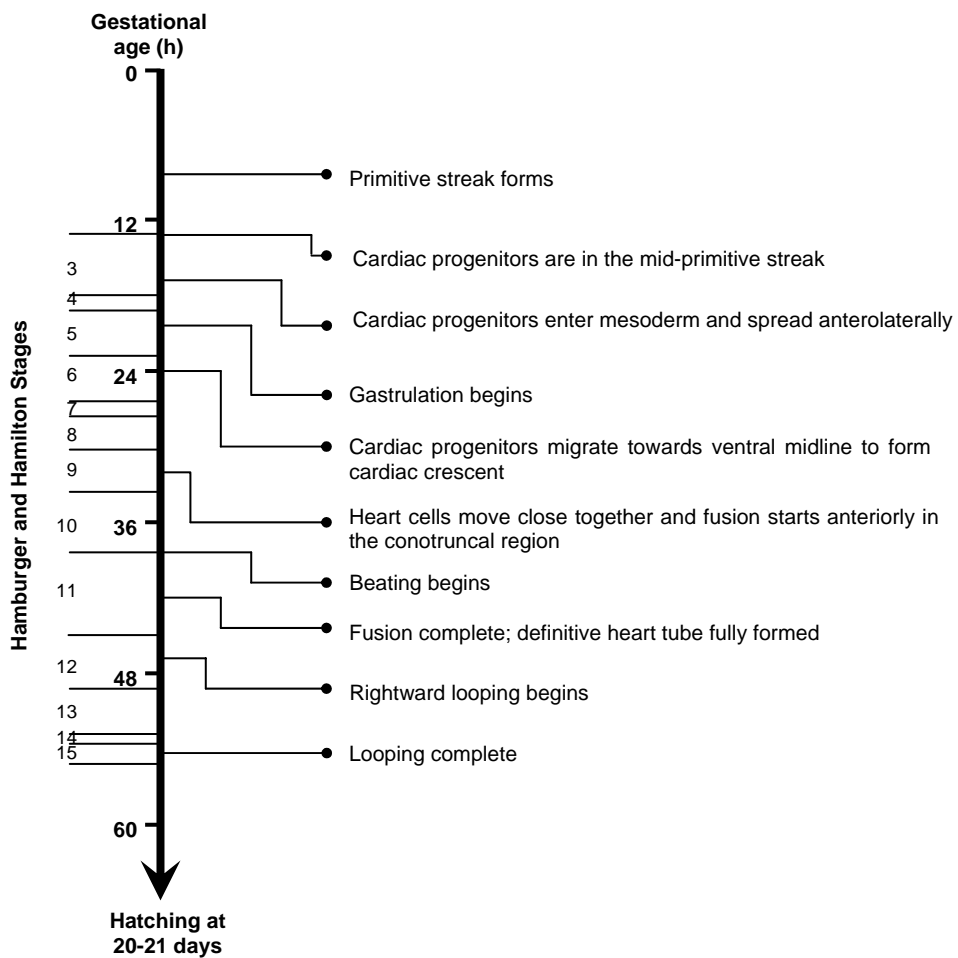 Gestational
age (h)
0
Primitive streak forms
12
Cardiac progenitors are in the mid-primitive streak
3
4
Cardiac progenitors enter mesoderm and spread anterolaterally
5
Hamburger and Hamilton Stages
6
24
Gastrulation begins
7
8
Cardiac progenitors migrate towards ventral midline to form
cardiac crescent
9
10
36
Heart cells move close together and fusion starts anteriorly in
the conotruncal region
Beating begins
11
Fusion complete; definitive heart tube fully formed
12
48
Rightward looping begins
13
14
15
Looping complete
60
Hatching at
20-21 days